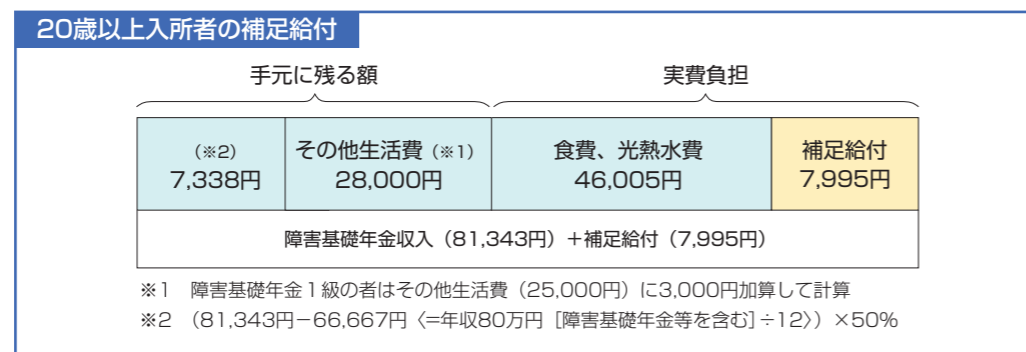 20歳以上入所者の補足給付
手元に残る額
実費負担
（※2）
7,338円
その他生活費（※1）
28,000円
食費、光熱水費
46,005円
補足給付
7,995円
障害基礎年金収入（81,343円）＋補足給付（7,995円）
※1　障害基礎年金1級の者はその他生活費（25,000円）に3,000円加算して計算
※2　（81,343円－66,667円〈＝年収80万円［障害基礎年金等を含む］÷12〉）×50％